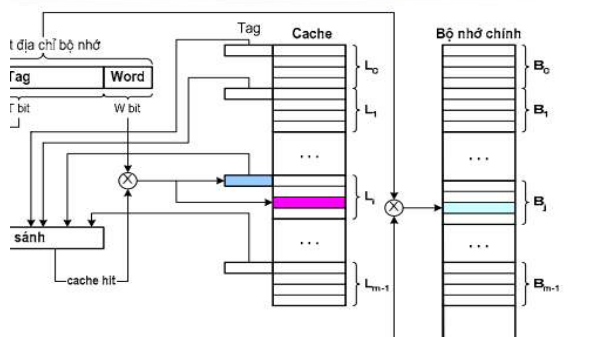 Tag
Cache
Bộ nhớ chính
t địa chỉ bộ nhớ
Tag
Word
T bit
W bit
L0
L1
...
Li
...
Lm-1
B0
B1
...
Bj
...
Bm-1
sánh
cache hit